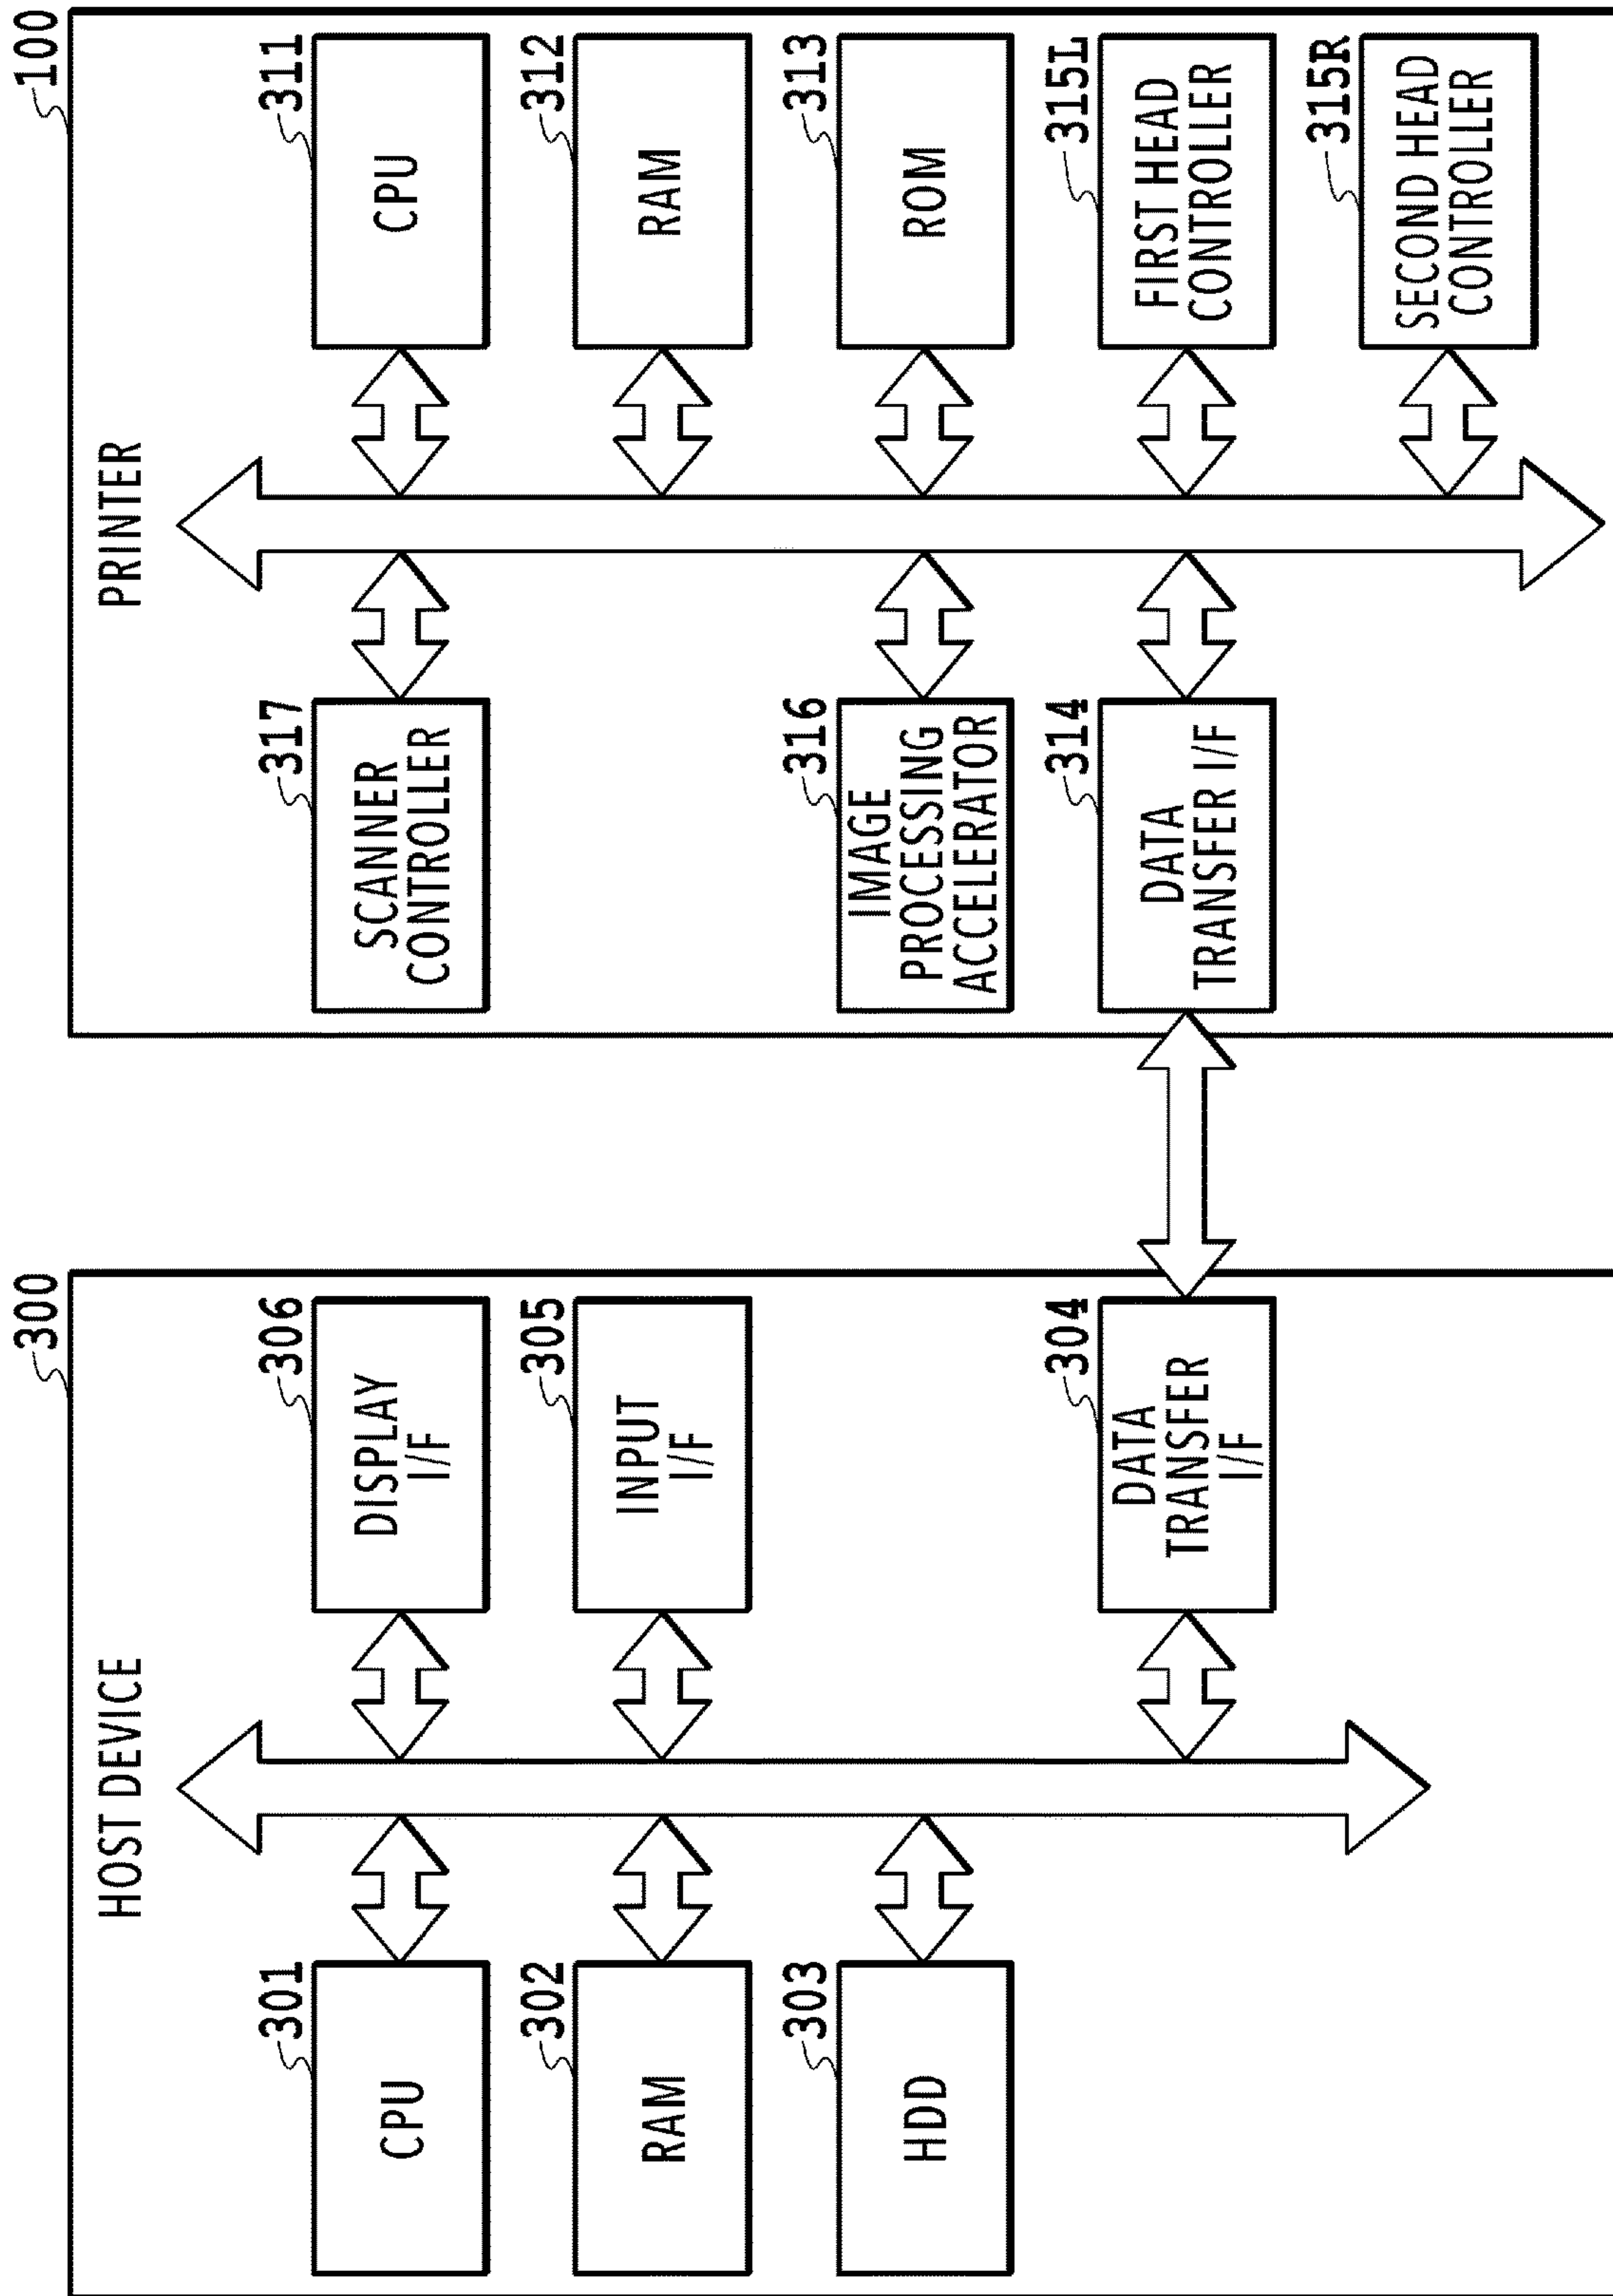 300
HOST DEVICE
301
CPU
302
RAM
303
HDD
306
DISPLAY
I/F
305
INPUT
I/F
304
DATA
TRANSFER
I/F
100
PRINTER
317
SCANNER
CONTROLLER
316
IMAGE
PROCESSING
ACCELERATOR
314
DATA
TRANSFER I/F
311
CPU
312
RAM
313
ROM
315L
FIRST HEAD
CONTROLLER
315R
SECOND HEAD
CONTROLLER